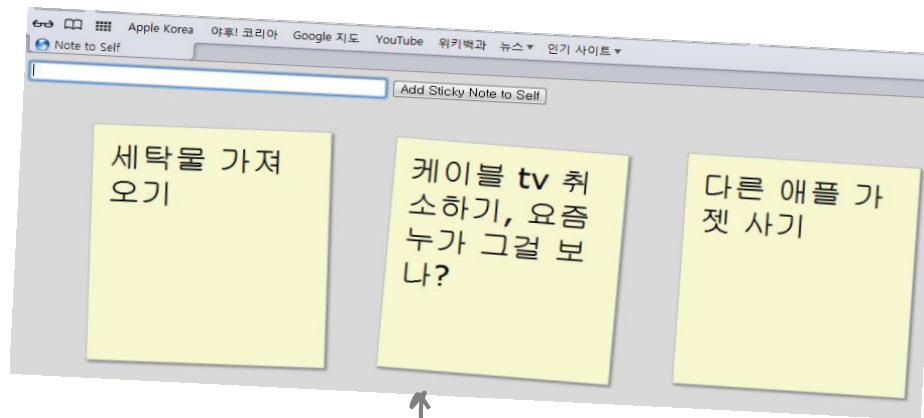 Apple Korea 야후! 코리아 Google 지도 YouTube 위키백과 뉴스▼ 인기 사이트▼
Note to Self
Add Sticky Note to Self
세탁물 가져
오기
케이블 tv 취
소하기, 요즘
누가 그걸 보
나?
다른 애플 가
젯 사기